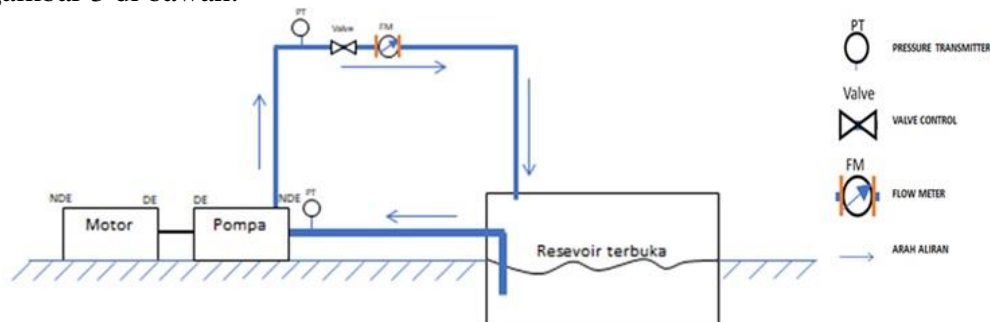 gambar 3 di bawah.
PT
Valve
FM
PT
PRESSURE TRANSMITTER
Valve
VALVE CONTROL
FM
FLOW METER
ARAH ALIRAN
NDE
DE
DE
NDE
PT
Motor
Pompa
Resevoir terbuka